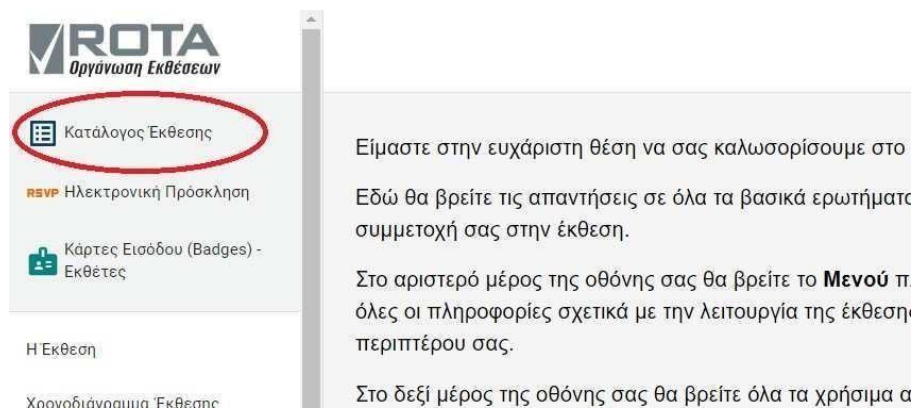 ROTA
Οργάνωση Εκθέσεων
Κατάλογος Έκθεσης
RSVP Ηλεκτρονική Πρόσκληση
Κάρτες Εισόδου (Badges) -
Εκθέτες
Η Έκθεση
Χρονοδιάγραμμα Έκθεσης
Είμαστε στην ευχάριστη θέση να σας καλωσορίσουμε στο
Εδώ θα βρείτε τις απαντήσεις σε όλα τα βασικά
συμμετοχή σας στην έκθεση.
Στο αριστερό μέρος της οθόνης σας θα βρείτε το Μενού
όλες οι πληροφορίες σχετικά με την λειτουργία της έκθεσης
περιπτέρου σας.
Στο δεξί μέρος της οθόνης σας θα βρείτε όλα τα χρήσιμα